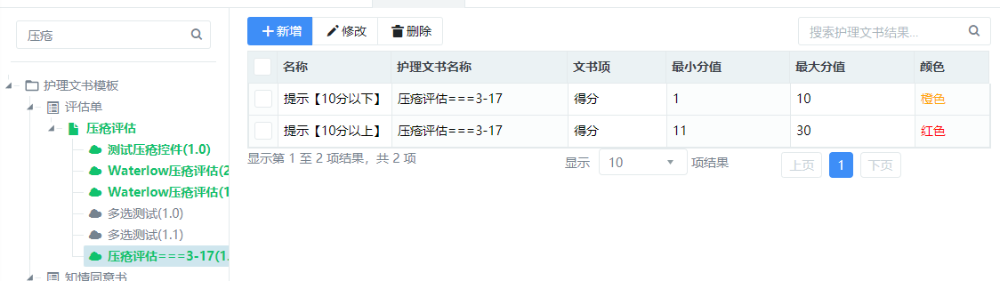 压疮
护理文书模板
评估单
压疮评估
测试压疮控件(1.0)
Waterlow压疮评估(2
Waterlow压疮评估(1
多选测试(1.0)
多选测试(1.1)
压疮评估===3-17(1.
知情同意书
新增 修改 删除
搜索护理文书结果...
名称 护理文书名称 文书项 最小分值 最大分值 颜色
提示【10分以下】 压疮评估===3-17 得分 1 10 橙色
提示【10分以上】 压疮评估===3-17 得分 11 30 红色
显示第 1 至 2 项结果，共 2 项
显示 10 项结果
上页 1 下页